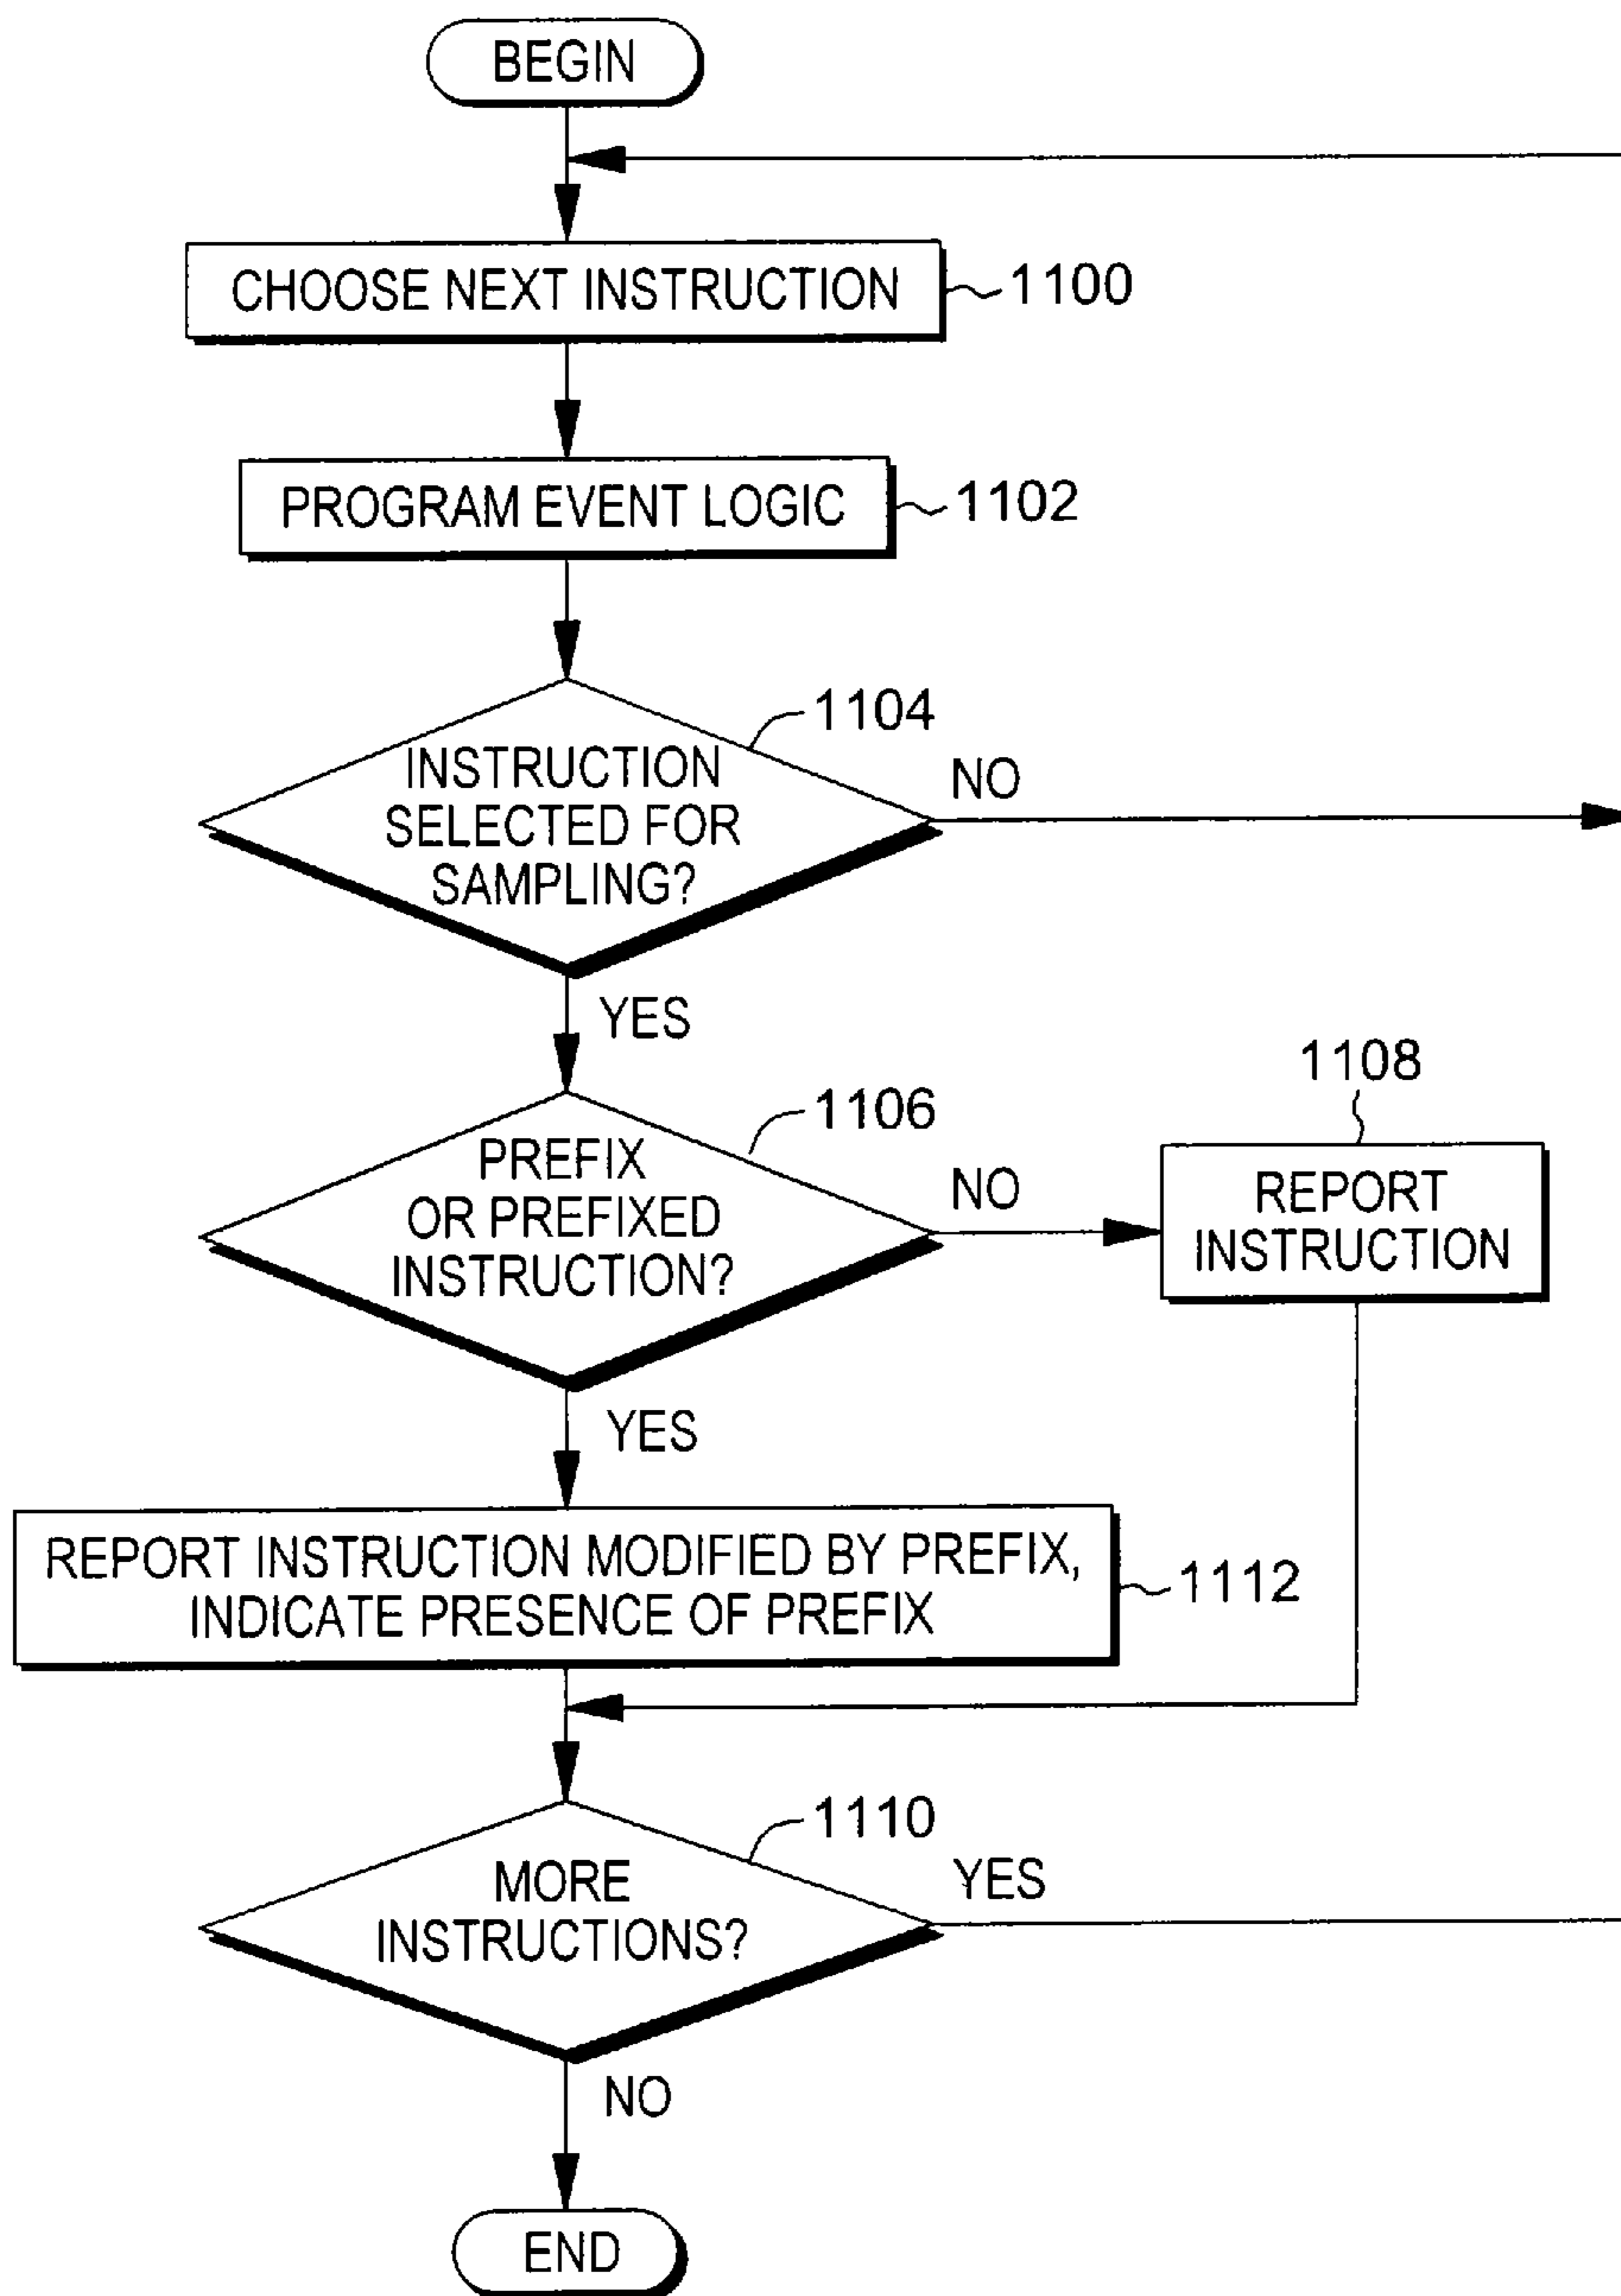 BEGIN
CHOOSE NEXT INSTRUCTION
1100
PROGRAM EVENT LOGIC
1102
1104
INSTRUCTION
SELECTED FOR
SAMPLING?
NO
YES
1106
PREFIX
OR PREFIXED
INSTRUCTION?
NO
1108
REPORT
INSTRUCTION
YES
REPORT INSTRUCTION MODIFIED BY PREFIX,
INDICATE PRESENCE OF PREFIX
1112
1110
MORE
INSTRUCTIONS?
YES
NO
END